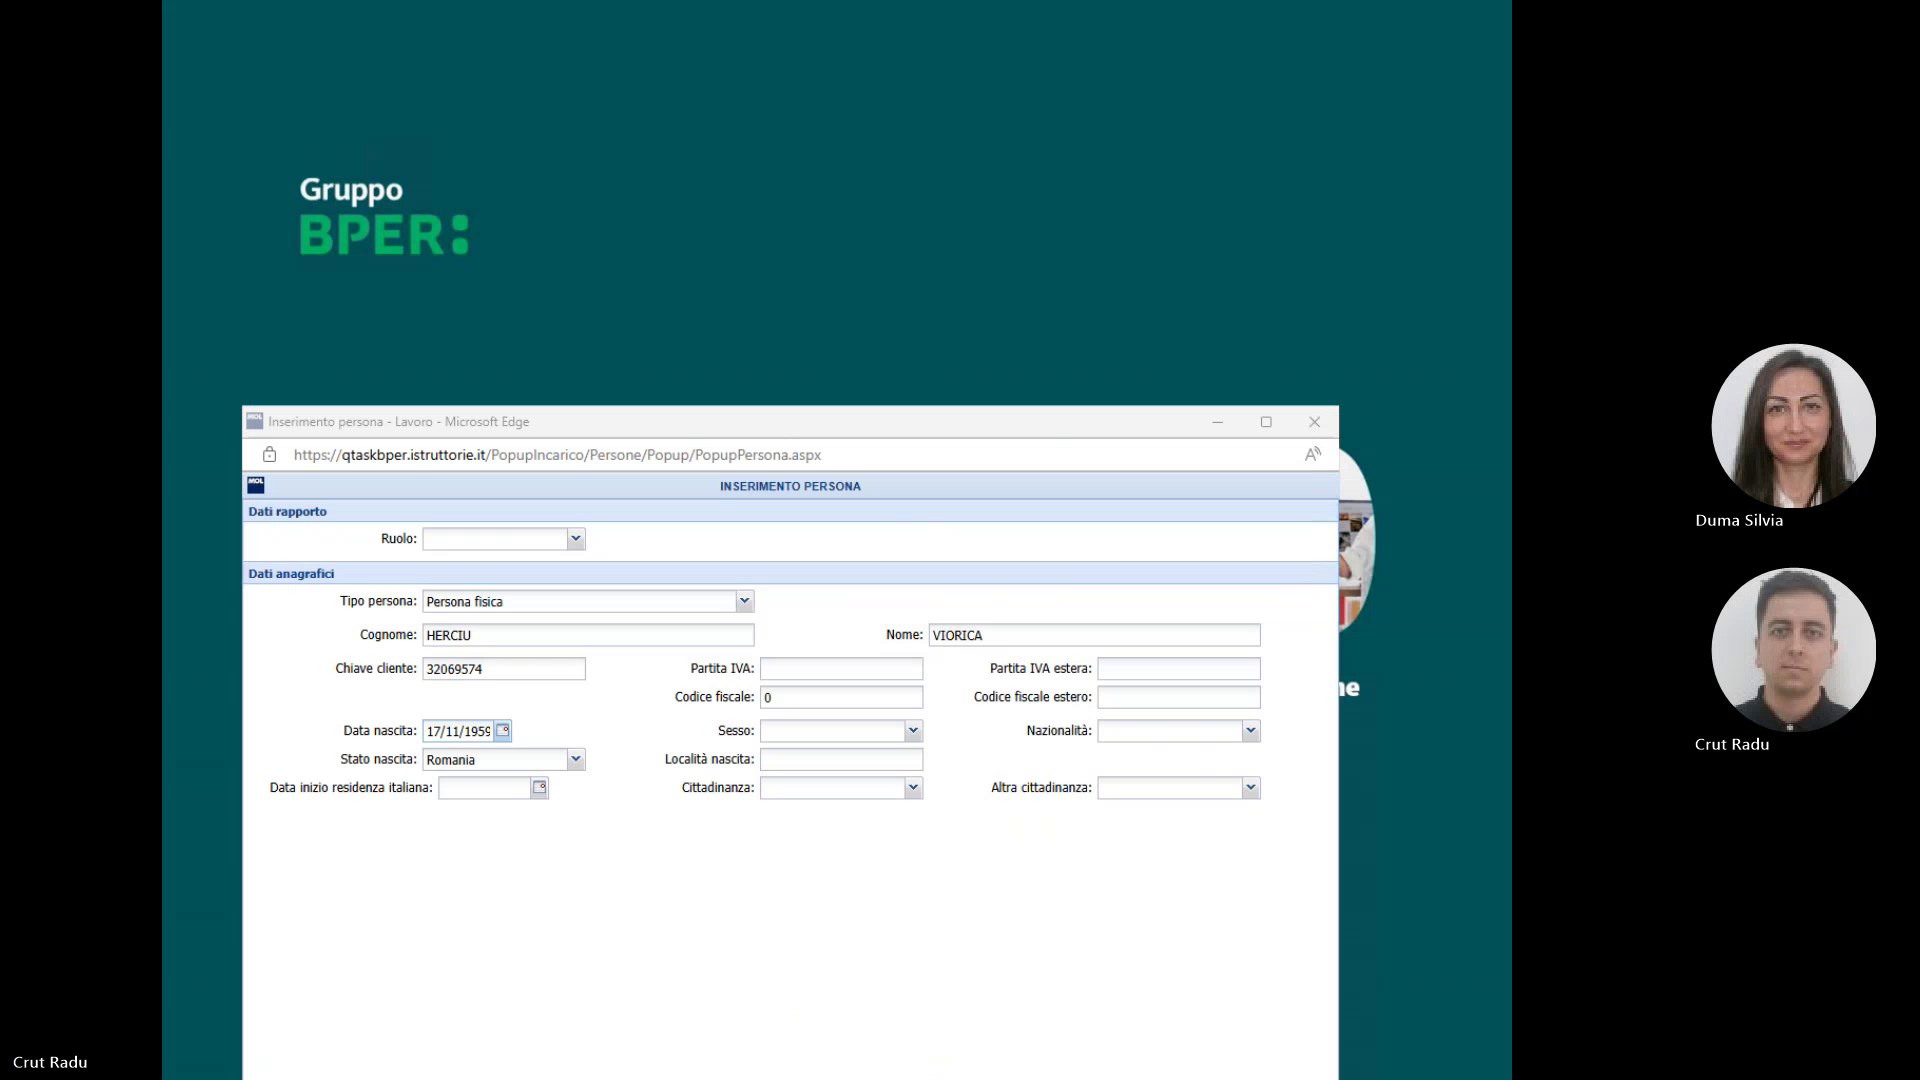 Gruppo
BPER:
MOL Inserimento persona - Lavoro - Microsoft Edge
https://qtaskbper.istruttorie.it/PopupIncarico/Persone/Popup/PopupPersona.aspx
MOL INSERIMENTO PERSONA
Dati rapporto
Ruolo:
Dati anagrafici
Tipo persona: Persona fisica
Cognome: HERCIU Nome: VIORICA
Chiave cliente: 32069574 Partita IVA: Partita IVA estera:
Codice fiscale: 0 Codice fiscale estero:
Data nascita: 17/11/1959 Sesso: Nazionalità:
Stato nascita: Romania Località nascita:
Data inizio residenza italiana: Cittadinanza: Altra cittadinanza:
ne
Duma Silvia
Crut Radu
Crut Radu